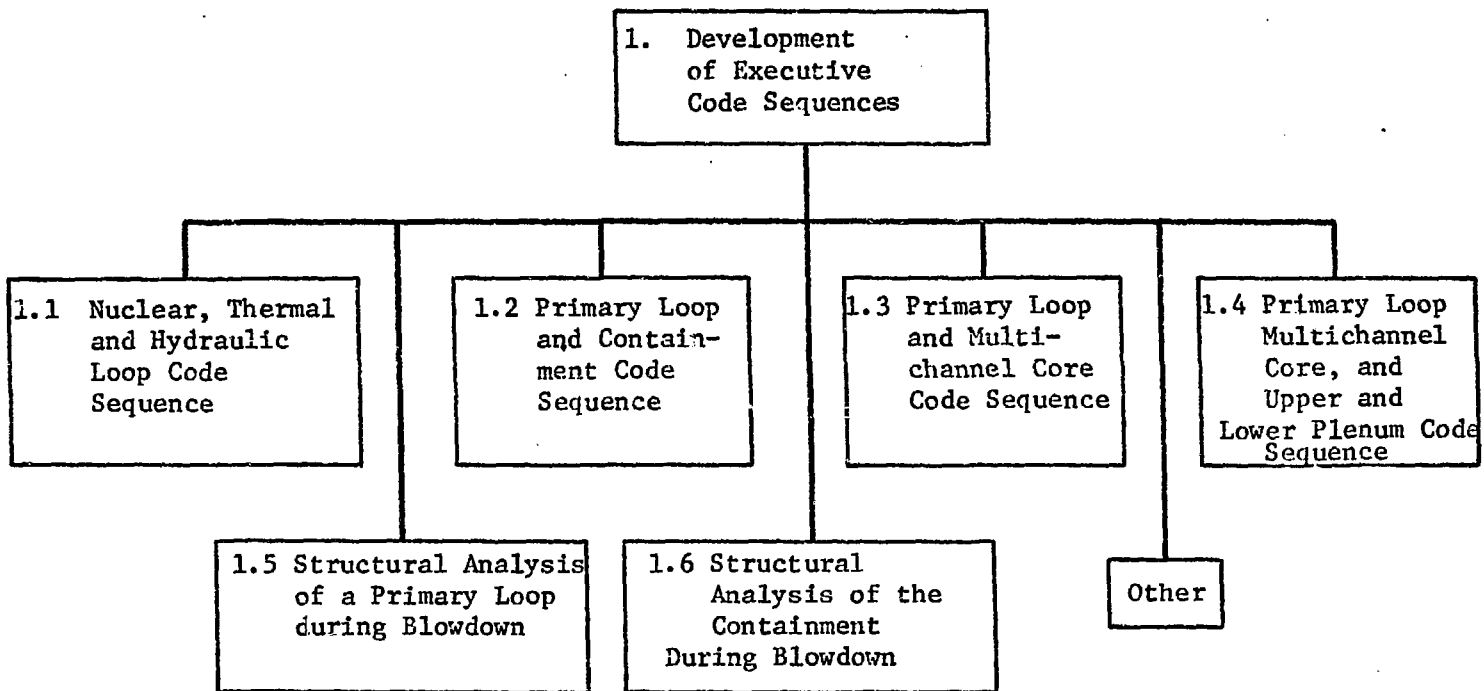 1. Development
of Executive
Code Sequences
1.1 Nuclear, Thermal
and Hydraulic
Loop Code
Sequence
1.2 Primary Loop
and Contain-
ment Code
Sequence
1.3 Primary Loop
and Multi-
channel Core
Code Sequence
1.4 Primary Loop
Multichannel
Core, and
Upper and
Lower Plenum Code
Sequence
1.5 Structural Analysis
of a Primary Loop
during Blowdown
1.6 Structural
Analysis of the
Containment
During Blowdown
Other